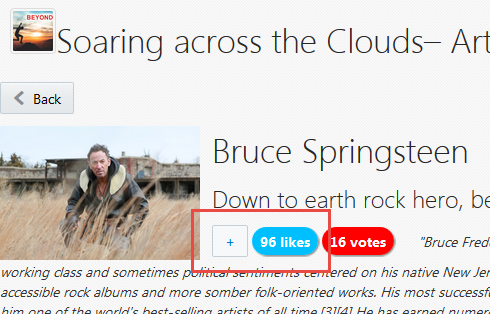 BEYOND
Soaring across the Clouds– Art
Back
Bruce Springsteen
Down to earth rock hero, be
+ 96 likes 16 votes "Bruce Fred
working class and sometimes political sentiments centered on his native New Jer
accessible rock albums and more somber folk-oriented works. His most successfu
him one of the world's best-selling artists of all time.[3][4] He has earned numero